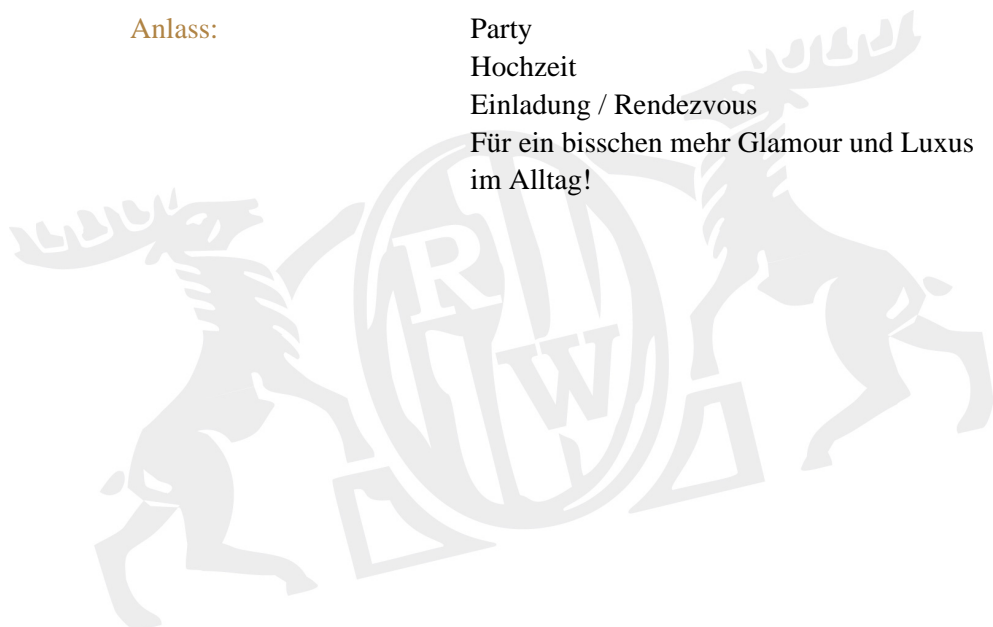 Anlass: Party
Hochzeit
Einladung / Rendezvous
Für ein bisschen mehr Glamour und Luxus
im Alltag!
R
W